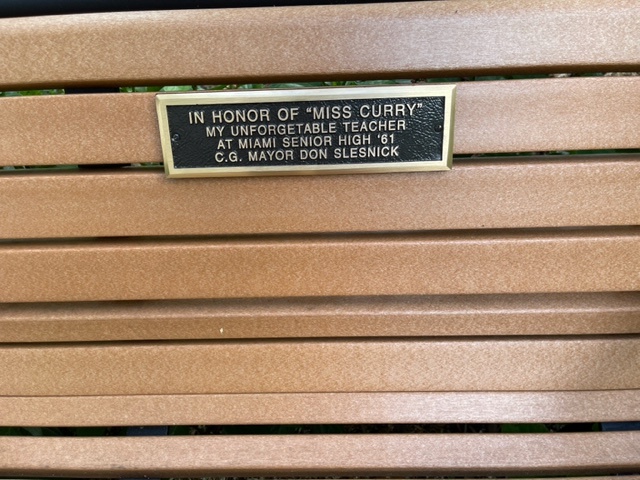 IN HONOR OF "MISS CURRY"
MY UNFORGETABLE TEACHER
AT MIAMI SENIOR HIGH '61
C.G. MAYOR DON SLESNICK